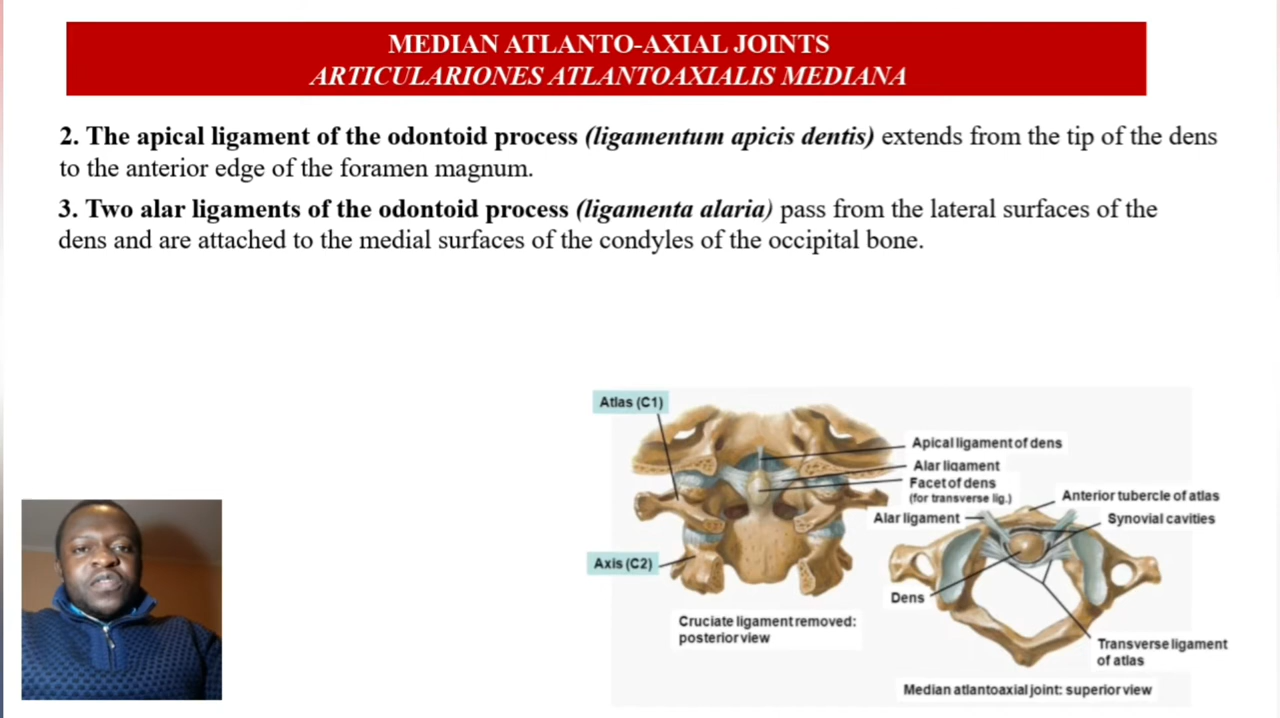 MEDIAN ATLANTO-AXIAL JOINTS
ARTICULARIONES ATLANTOAXIALIS MEDIANA
2. The apical ligament of the odontoid process (ligamentum apicis dentis) extends from the tip of the dens
to the anterior edge of the foramen magnum.
3. Two alar ligaments of the odontoid process (ligamenta alaria) pass from the lateral surfaces of the
dens and are attached to the medial surfaces of the condyles of the occipital bone.
Atlas (C1)
Apical ligament of dens
Alar ligament
Facet of dens
(for transverse lig.)
Anterior tubercle of atlas
Alar ligament
Synovial cavities
Axis (C2)
Dens
Cruciate ligament removed:
posterior view
Transverse ligament
of atlas
Median atlantoaxial joint: superior view